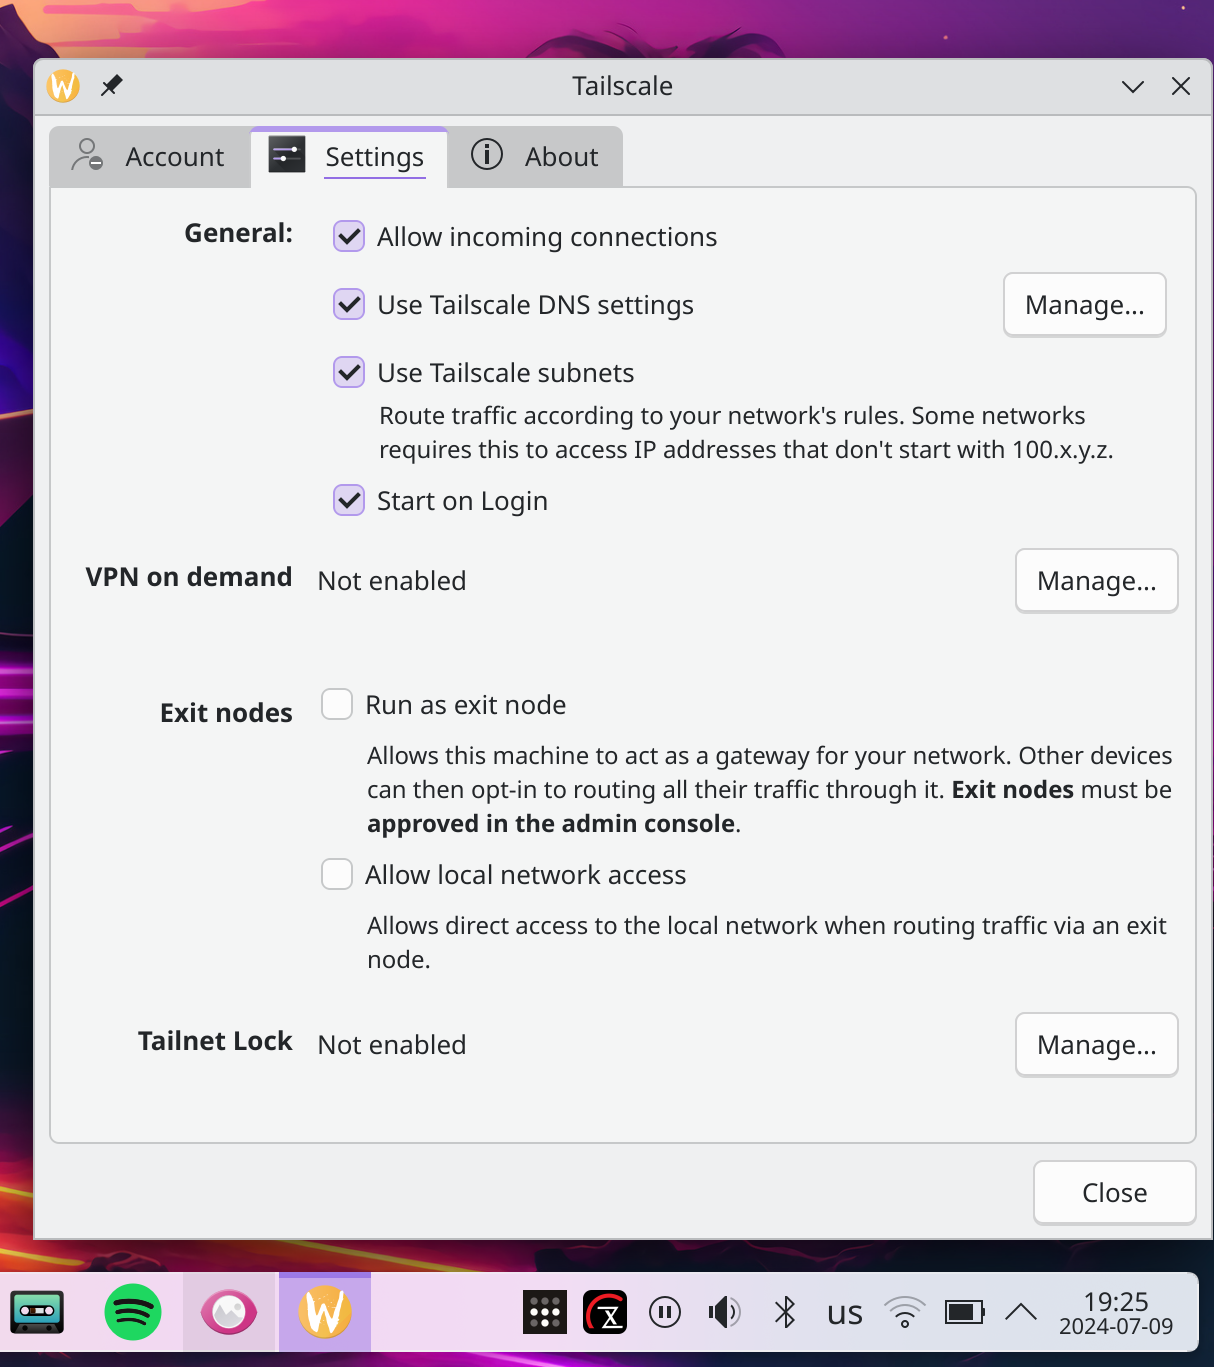 Tailscale
Account
Settings
About
General:
Allow incoming connections
Use Tailscale DNS settings
Manage...
Use Tailscale subnets
Route traffic according to your network's rules. Some networks
requires this to access IP addresses that don't start with 100.x.y.z.
Start on Login
VPN on demand
Not enabled
Manage...
Exit nodes
Run as exit node
Allows this machine to act as a gateway for your network. Other devices
can then opt-in to routing all their traffic through it. Exit nodes must be
approved in the admin console.
Allow local network access
Allows direct access to the local network when routing traffic via an exit
node.
Tailnet Lock
Not enabled
Manage...
Close
us
19:25
2024-07-09